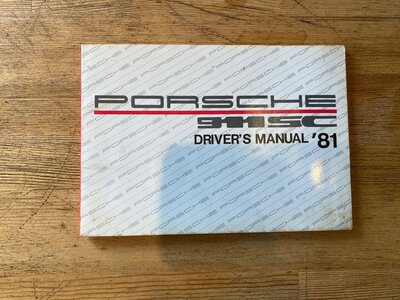 PORSCHE
911SC
DRIVER'S MANUAL '81